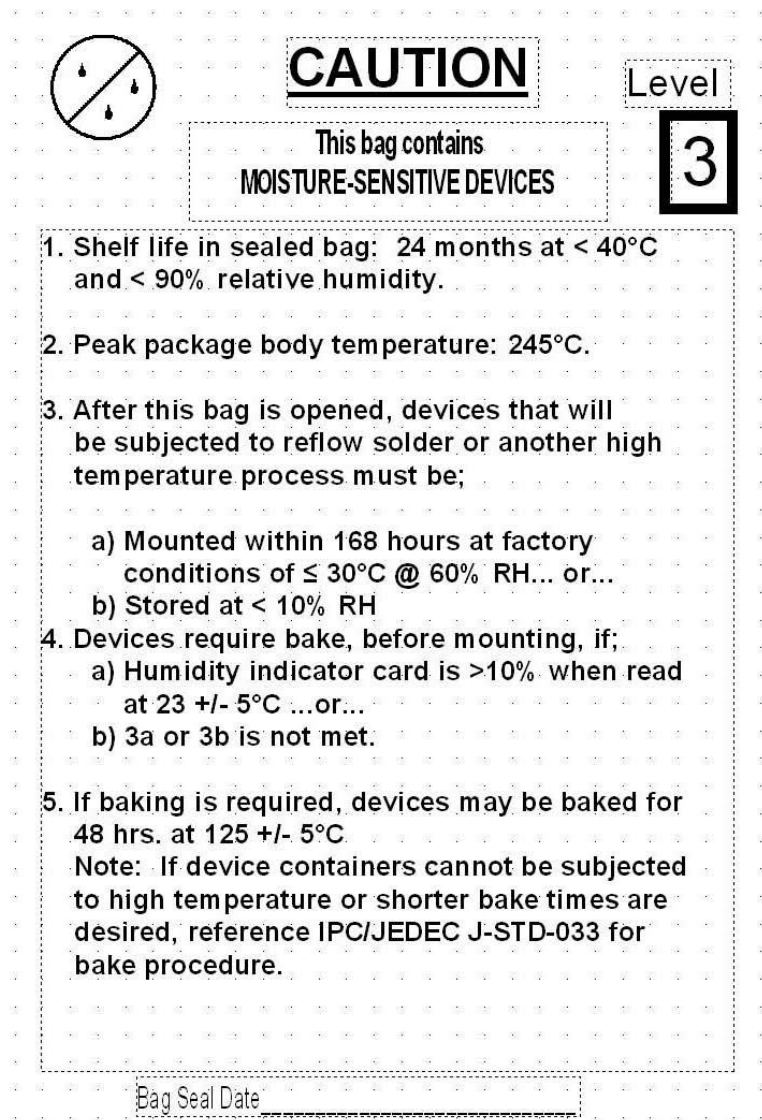 CAUTION
Level
3
This bag contains
MOISTURE-SENSITIVE DEVICES
1. Shelf life in sealed bag: 24 months at < 40°C
and < 90% relative humidity.
2. Peak package body temperature: 245°C.
3. After this bag is opened, devices that will
be subjected to reflow solder or another high
temperature process must be;
a) Mounted within 168 hours at factory
conditions of ≤ 30°C @ 60% RH... or...
b) Stored at < 10% RH
4. Devices require bake, before mounting, if;
a) Humidity indicator card is >10% when read
at 23 +/- 5°C ...or...
b) 3a or 3b is not met.
5. If baking is required, devices may be baked for
48 hrs. at 125 +/- 5°C
Note: If device containers cannot be subjected
to high temperature or shorter bake times are
desired, reference IPC/JEDEC J-STD-033 for
bake procedure.
Bag Seal Date__________________________